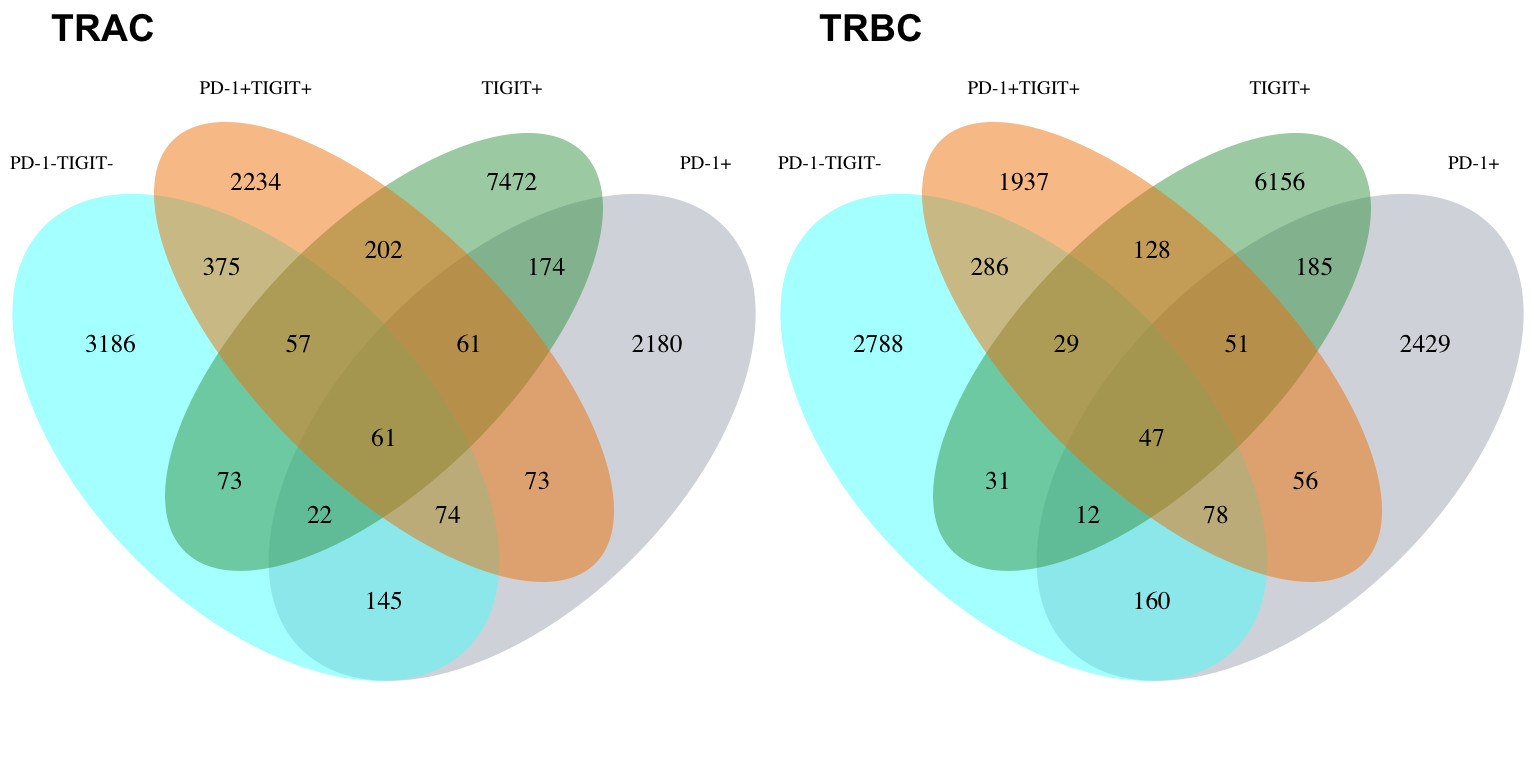 TRAC
PD-1+TIGIT+ TIGIT+
PD-1-TIGIT- PD-1+
2234 7472
202
375 174
3186 57 61 2180
61
73 73
22 74
145
TRBC
PD-1+TIGIT+ TIGIT+
PD-1-TIGIT- PD-1+
1937 6156
128
286 185
2788 29 51 2429
47
31 56
12 78
160